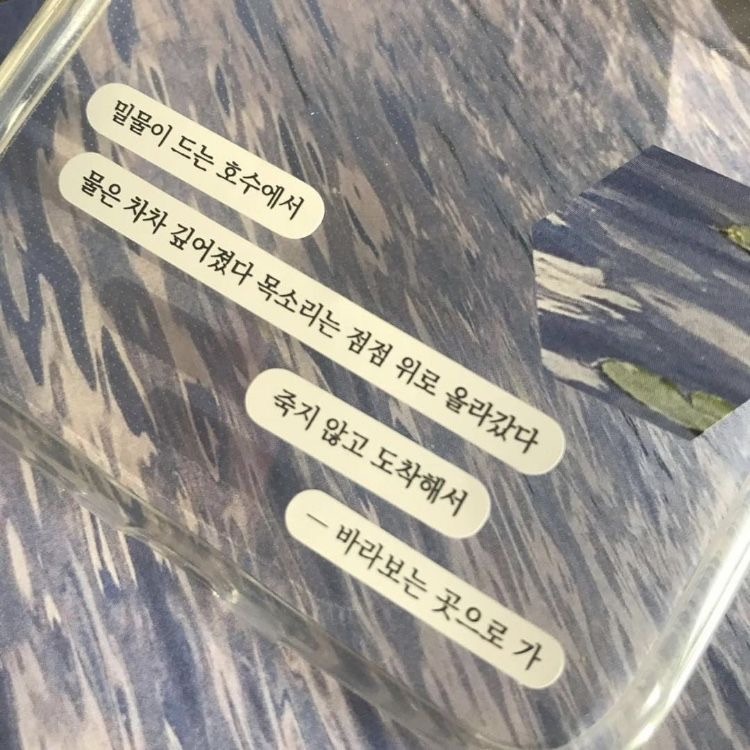 밀물이 드는 호수에서
물은 차차 깊어졌다 목소리는 점점 위로 올라갔다
죽지 않고 도착해서
— 바라보는 곳으로 가